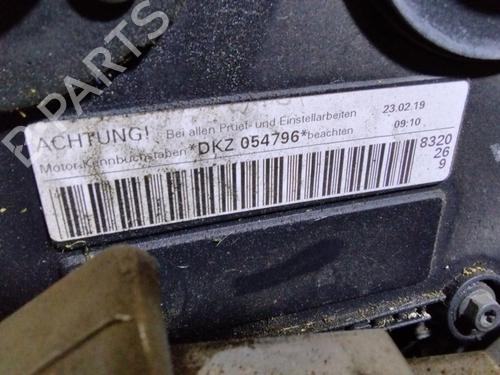 B PARTS
ACHTUNG! Bei allen Pruef- und Einstellarbeiten 23.02.19
Motor-Kennbuchstaben *DKZ 054796* beachten 09:10
8320
26
9